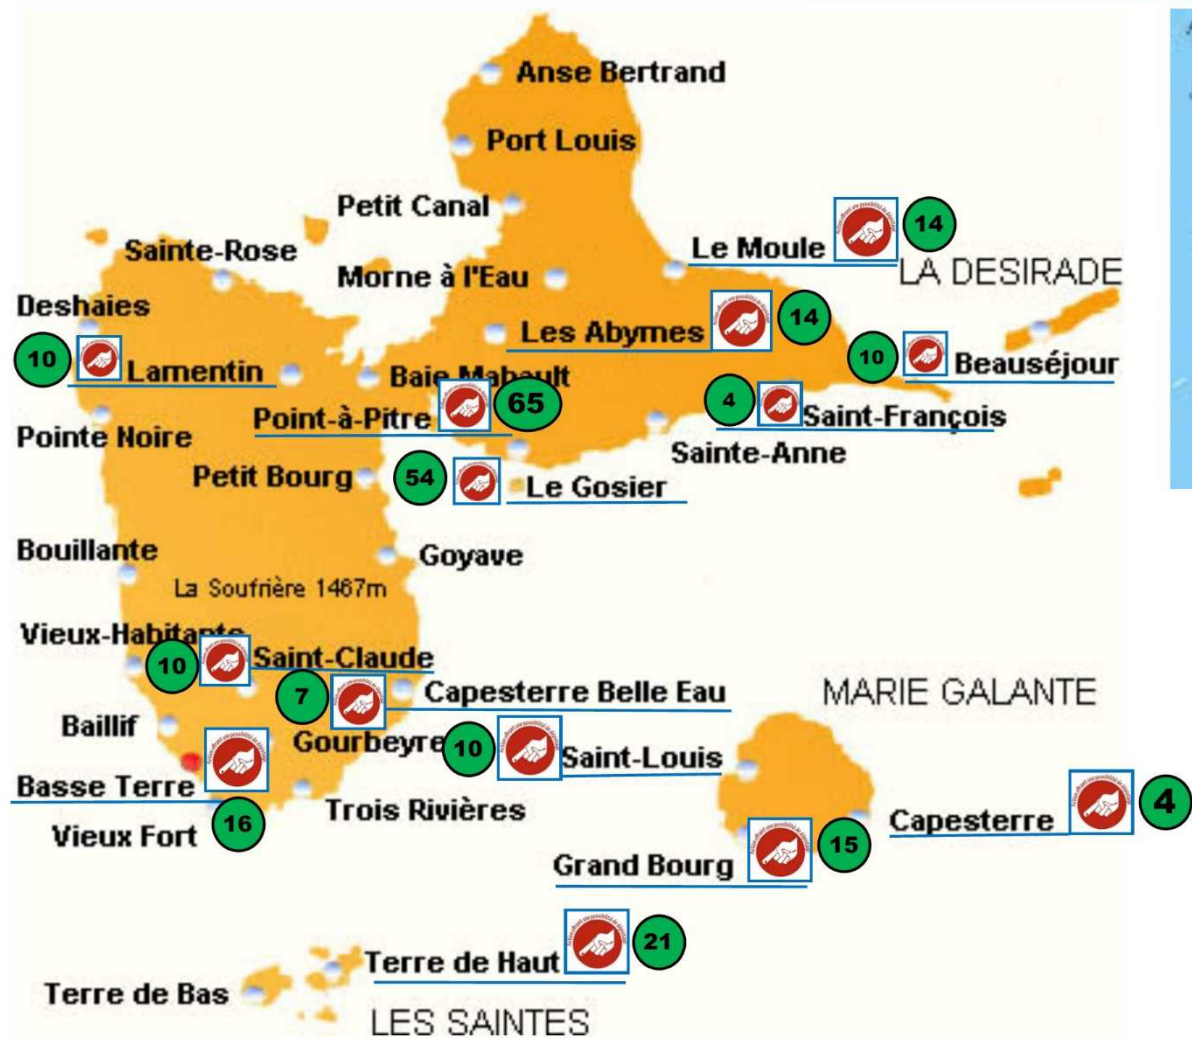 Anse Bertrand
Port Louis
Petit Canal
Le Moule
14
Sainte-Rose
Morne à l'Eau
LA DESIRADE
Deshaies
Les Abymes
14
10
Lamentin
Baie Mahault
10
Beauséjour
Point-à-Pitre
65
4
Saint-François
Pointe Noire
Sainte-Anne
Petit Bourg
54
Le Gosier
Bouillante
Goyave
La Soufrière 1467m
Vieux-Habitants
10
Saint-Claude
7
Capesterre Belle Eau
MARIE GALANTE
Baillif
Gourbeyre
10
Saint-Louis
Basse Terre
16
Trois Rivières
Vieux Fort
Capesterre
4
Grand Bourg
15
Terre de Haut
21
Terre de Bas
LES SAINTES